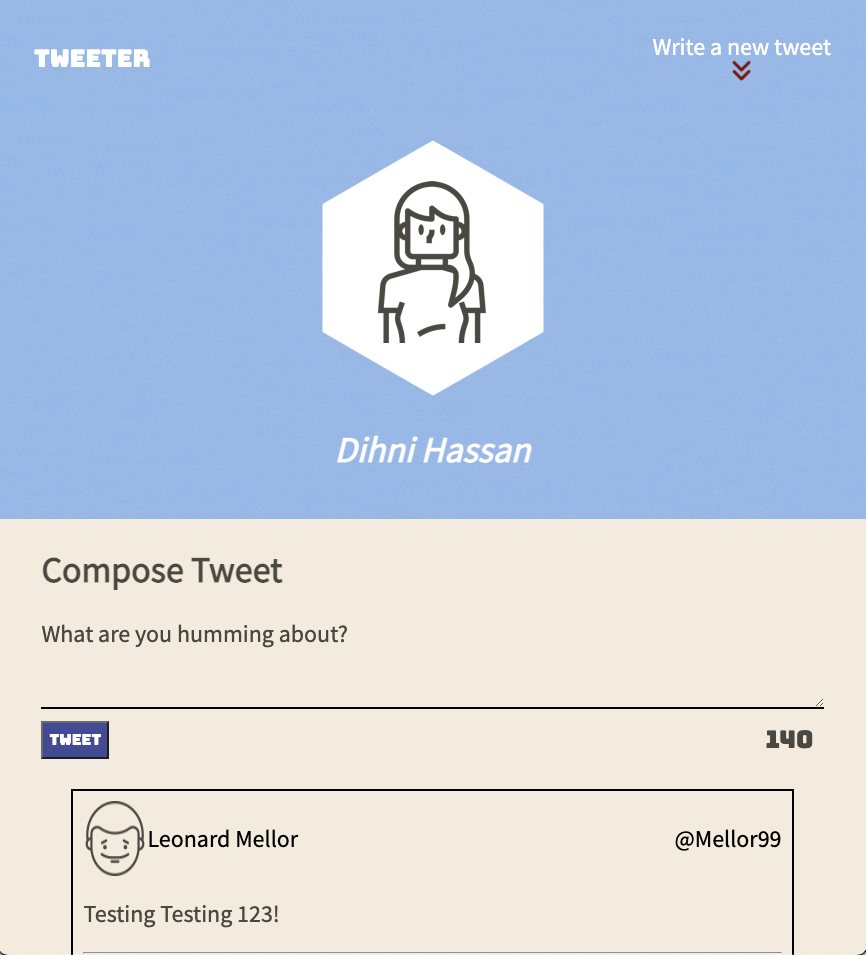 TWEETER
Write a new tweet
Dihni Hassan
Compose Tweet
What are you humming about?
TWEET
140
Leonard Mellor
@Mellor99
Testing Testing 123!